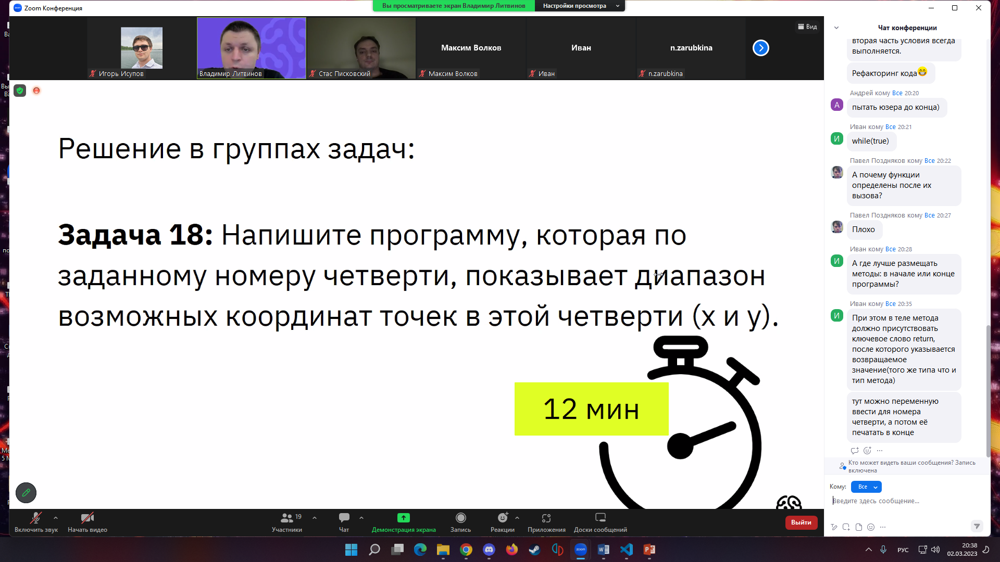 Zoom Конференция
Вы просматриваете экран Владимир Литвинов
Настройки просмотра
Вид
Игорь Исупов
Владимир Литвинов
Стас Писковский
Максим Волков
Максим Волков
Иван
Иван
n.zarubkina
n.zarubkina
Решение в группах задач:
Задача 18: Напишите программу, которая по
заданному номеру четверти, показывает диапазон
возможных координат точек в этой четверти (x и y).
12 мин
Чат конференции
вторая часть условия всегда
выполняется.
Рефакторинг кода😁
Андрей кому Все 20:20
А
пытать юзера до конца)
Иван кому Все 20:21
И
while(true)
Павел Поздняков кому Все 20:22
А почему функции
определены после их
вызова?
Павел Поздняков кому Все 20:27
Плохо
Иван кому Все 20:28
И
А где лучше размещать
методы: в начале или конце
программы?
Иван кому Все 20:35
И
При этом в теле метода
должно присутствовать
ключевое слово return,
после которого указывается
возвращаемое
значение(того же типа что и
тип метода)
тут можно переменную
ввести для номера
четверти, а потом её
печатать в конце
Кто может видеть ваши сообщения? Запись
включена
Кому: Все
Введите здесь сообщение...
Включить звук
Начать видео
19
Участники
Чат
Демонстрация экрана
Запись
Реакции
Приложения
Доски сообщений
Выйти
zoom
РУС
20:38
02.03.2023